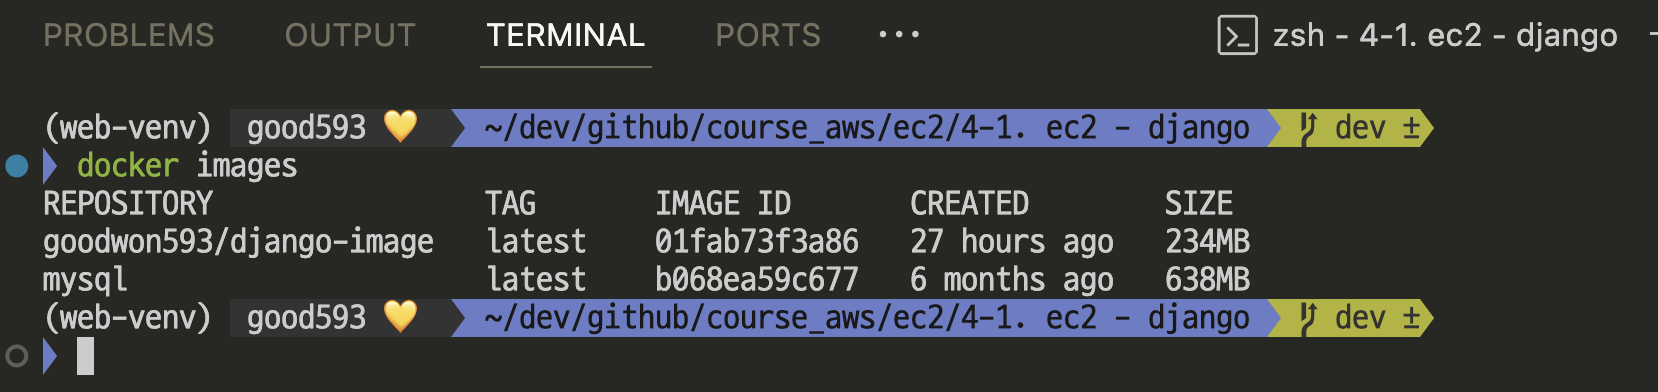 PROBLEMS OUTPUT TERMINAL PORTS ··· zsh - 4-1. ec2 - django
(web-venv) good593 💛 ~/dev/github/course_aws/ec2/4-1. ec2 - django dev ±
docker images
REPOSITORY TAG IMAGE ID CREATED SIZE
goodwon593/django-image latest 01fab73f3a86 27 hours ago 234MB
mysql latest b068ea59c677 6 months ago 638MB
(web-venv) good593 💛 ~/dev/github/course_aws/ec2/4-1. ec2 - django dev ±